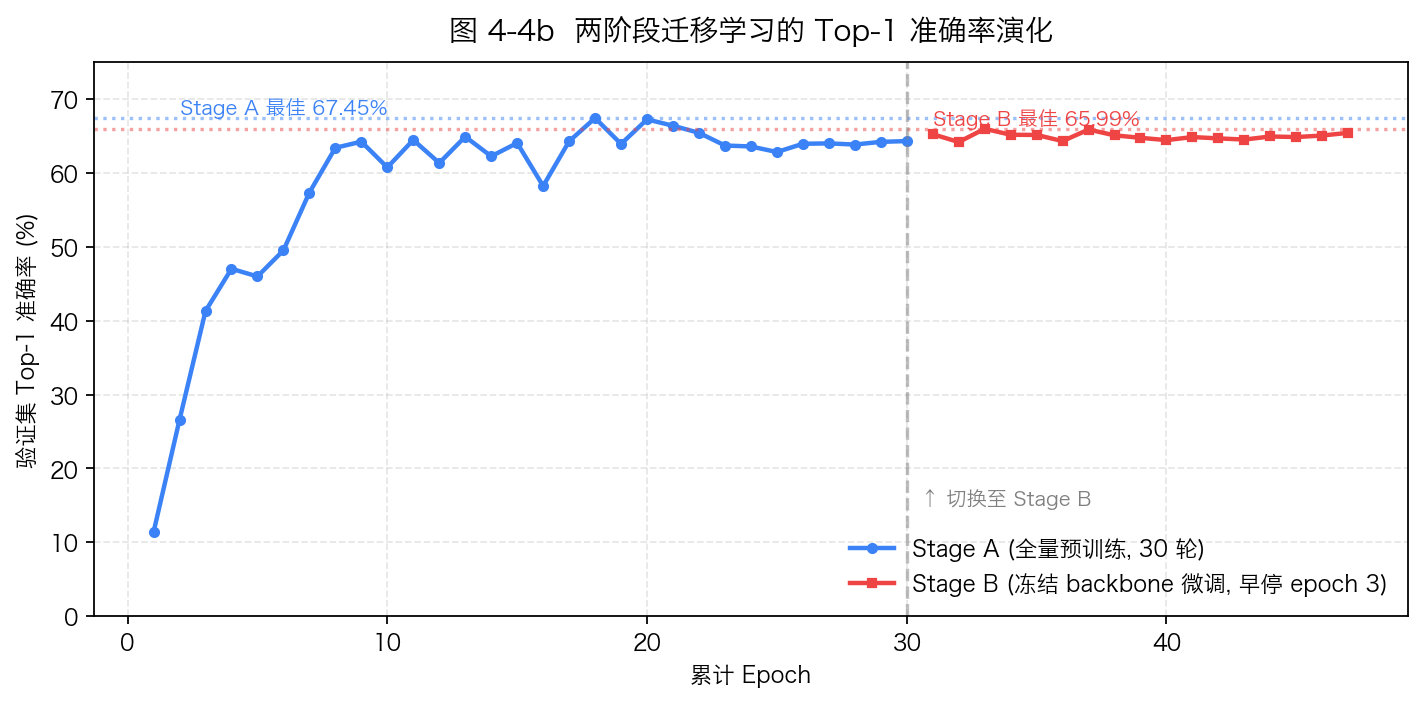 图 4-4b 两阶段迁移学习的 Top-1 准确率演化
验证集 Top-1 准确率 (%)
70
60
50
40
30
20
10
0
Stage A 最佳 67.45%
Stage B 最佳 65.99%
↑ 切换至 Stage B
Stage A (全量预训练, 30 轮)
Stage B (冻结 backbone 微调, 早停 epoch 3)
0 10 20 30 40
累计 Epoch